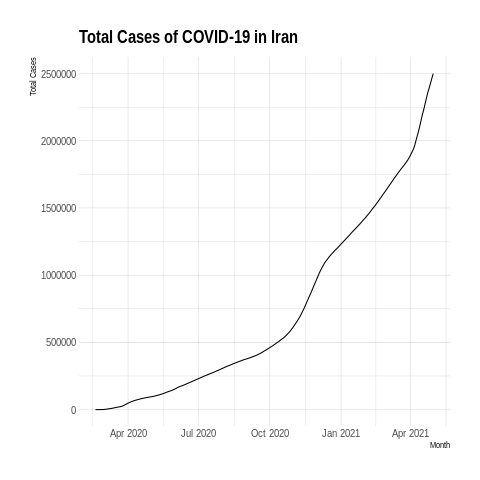 Total Cases of COVID-19 in Iran
Total Cases
2500000
2000000
1500000
1000000
500000
0
Apr 2020 Jul 2020 Oct 2020 Jan 2021 Apr 2021
Month